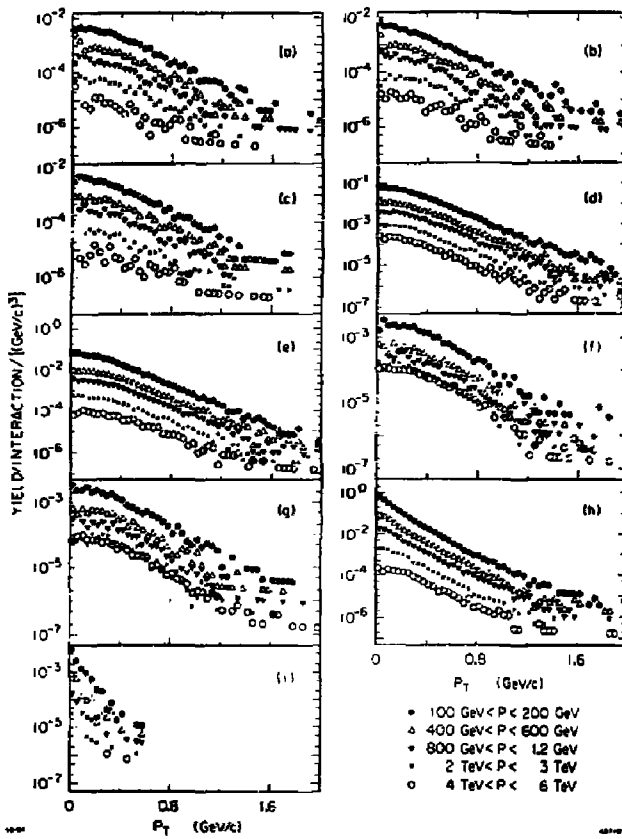 10⁻²
10⁻⁴
10⁻⁶
(a)
10⁻²
10⁻⁴
10⁻⁶
(b)
10⁻²
10⁻⁴
10⁻⁶
(c)
10⁻¹
10⁻³
10⁻⁵
10⁻⁷
(d)
YIELD/INTERACTION/[(GeV/c)³]
10⁰
10⁻²
10⁻⁴
10⁻⁶
(e)
10⁻³
10⁻⁵
10⁻⁷
(f)
10⁻³
10⁻⁵
10⁻⁷
(g)
10⁰
10⁻²
10⁻⁴
10⁻⁶
(h)
0 0.8 1.6
P_T (GeV/c)
10⁻³
10⁻⁵
10⁻⁷
(i)
0 0.8 1.6
P_T (GeV/c)
100 GeV < P < 200 GeV
400 GeV < P < 600 GeV
800 GeV < P < 1.2 GeV
2 TeV < P < 3 TeV
4 TeV < P < 6 TeV